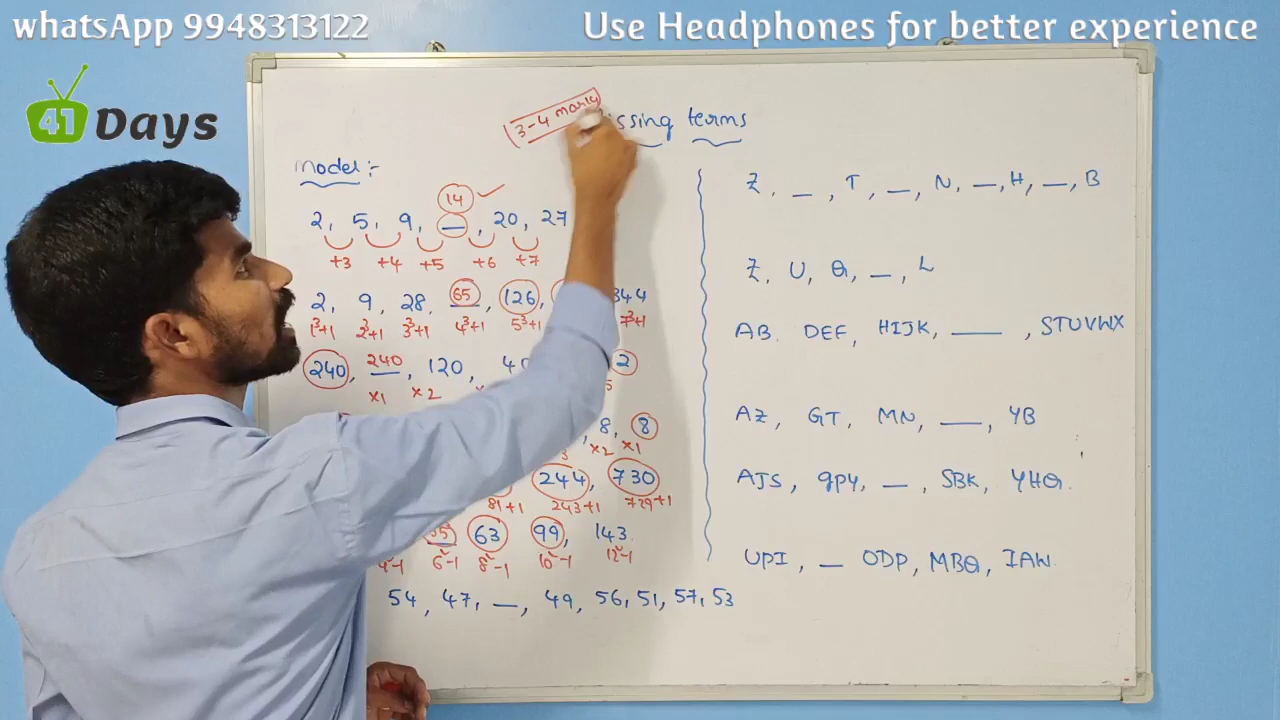 whatsApp 9948313122
Use Headphones for better experience
41 Days
(3-4 marks)
terms
Model :-
14 ✓
2, 5, 9, __, 20, 27
+3 +4 +5 +6 +7
2, 9, 28, 65, 126, 344
1³+1 2³+1 3³+1 4³+1 5³+1 7³+1
240, 240, 120, 40, 2
×1 ×2
8, 8
×2 ×1
244, 730
81+1 243+1 729+1
35, 63, 99, 143.
4²-1 6²-1 8²-1 10²-1 12²-1
54, 47, __, 49, 56, 51, 57, 53
Z, __, T, __, N, __, H, __, B
Z, U, Q, __, L
AB, DEF, HIJK, __, STUVWX
AZ, GT, MN, __, YB
AJS, GPY, __, SBK, YHQ.
UPI, __ ODP, MBQ, IAW